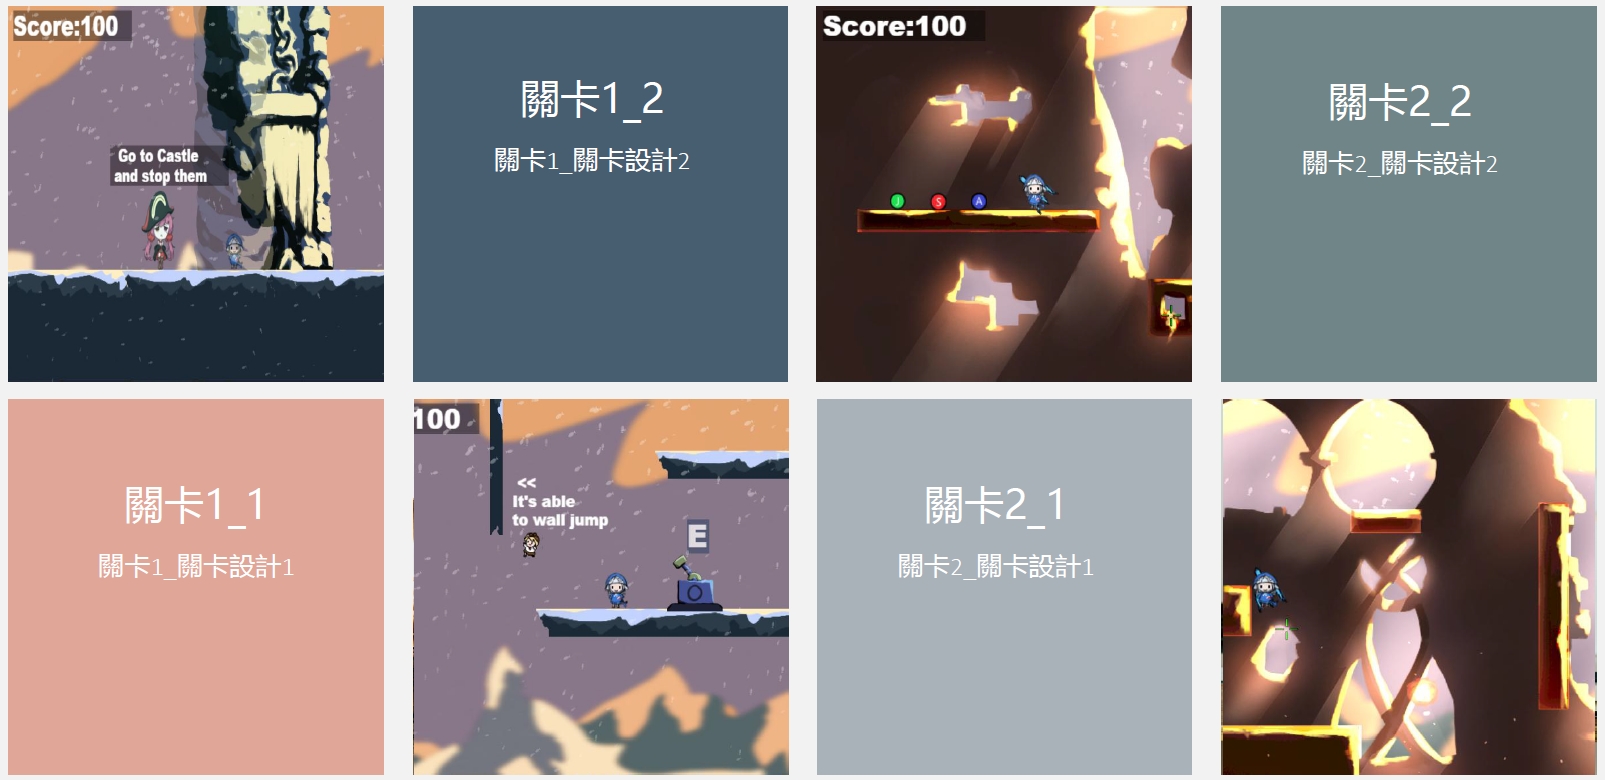 Score:100
Go to Castle
and stop them
關卡1_2
關卡1_關卡設計2
Score:100
J
S
A
關卡2_2
關卡2_關卡設計2
關卡1_1
關卡1_關卡設計1
100
<<
It's able
to wall jump
E
關卡2_1
關卡2_關卡設計1